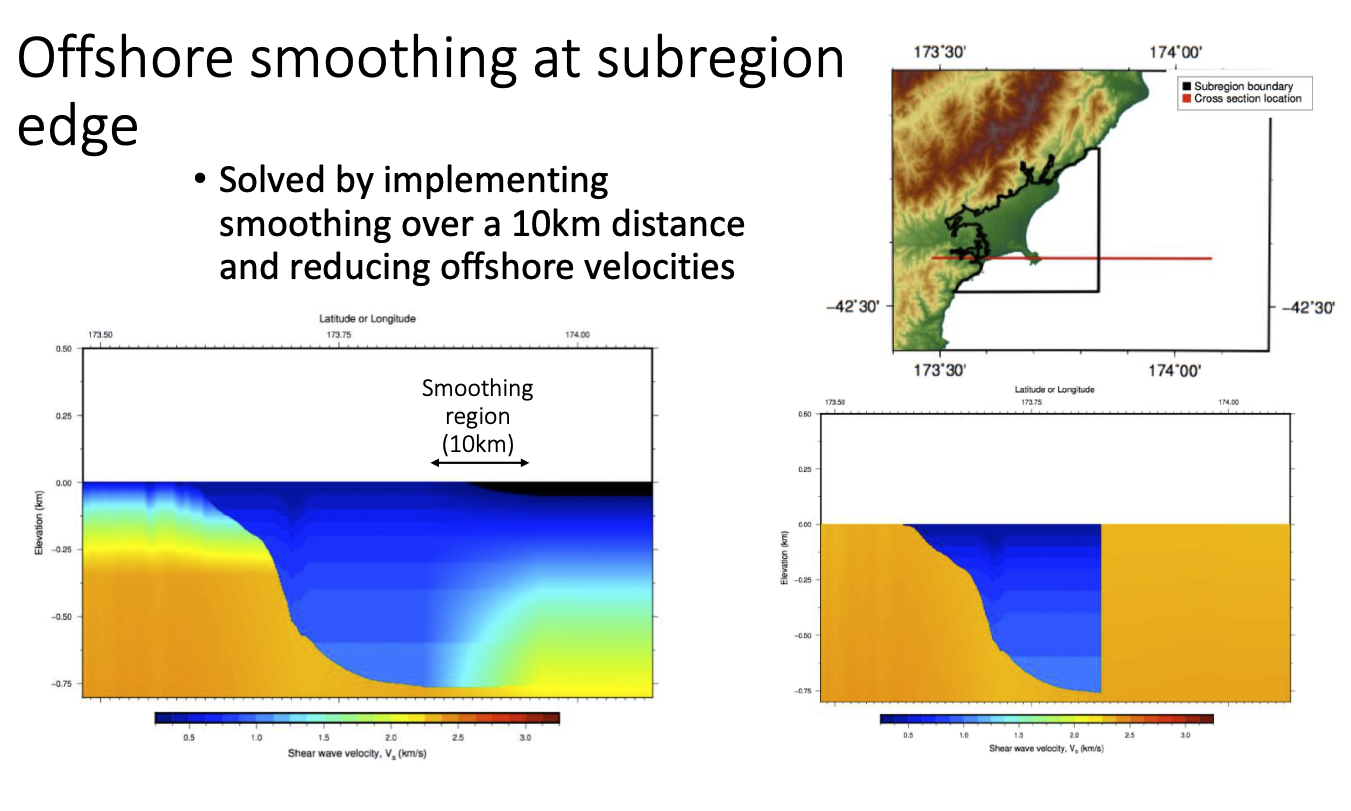 Offshore smoothing at subregion
edge
• Solved by implementing
smoothing over a 10km distance
and reducing offshore velocities
173˚30'
174˚00'
Subregion boundary
Cross section location
−42˚30'
−42˚30'
173˚30'
174˚00'
Latitude or Longitude
173.50
173.75
174.00
0.50
0.25
0.00
−0.25
−0.50
−0.75
Elevation (km)
Smoothing
region
(10km)
0.5
1.0
1.5
2.0
2.5
3.0
Shear wave velocity, Vs (km/s)
Latitude or Longitude
173.50
173.75
174.00
0.50
0.25
0.00
−0.25
−0.50
−0.75
Elevation (km)
0.5
1.0
1.5
2.0
2.5
3.0
Shear wave velocity, Vs (km/s)